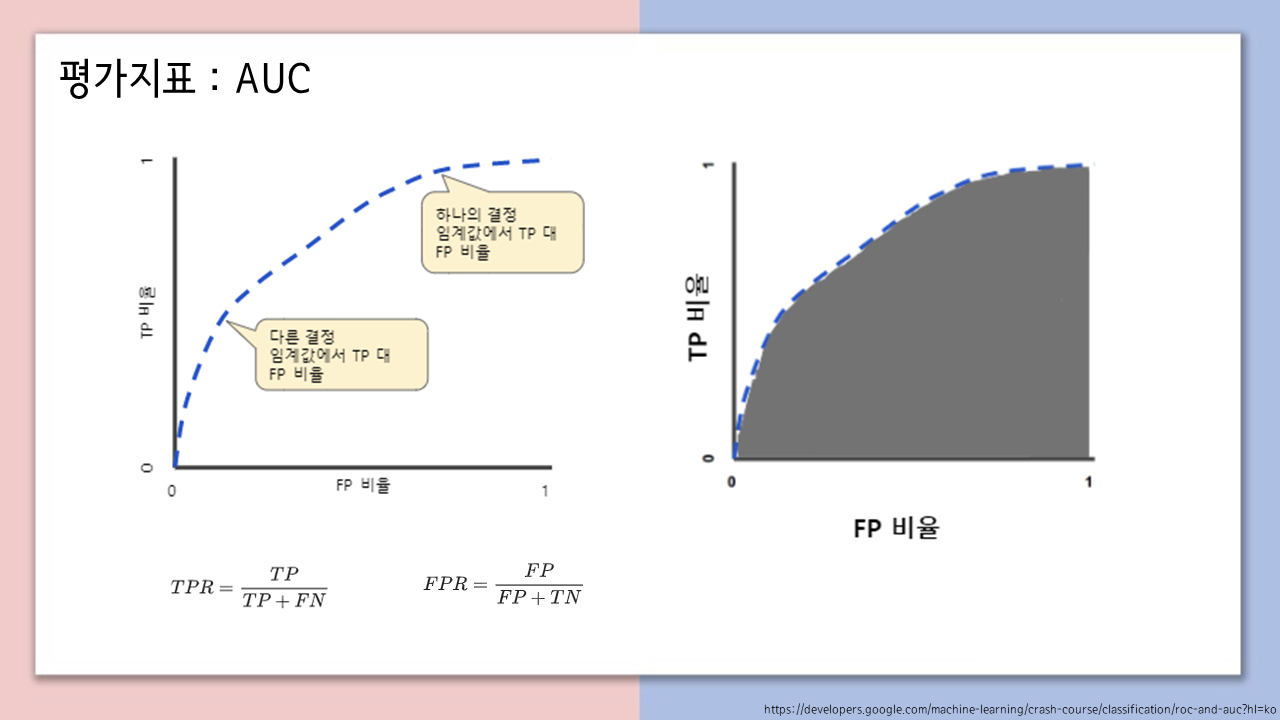 평가지표 : AUC
1
TP 비율
0
0
FP 비율
1
하나의 결정
임계값에서 TP 대
FP 비율
다른 결정
임계값에서 TP 대
FP 비율
TPR = TP / (TP + FN)
FPR = FP / (FP + TN)
1
TP 비율
0
0
1
FP 비율
https://developers.google.com/machine-learning/crash-course/classification/roc-and-auc?hl=ko